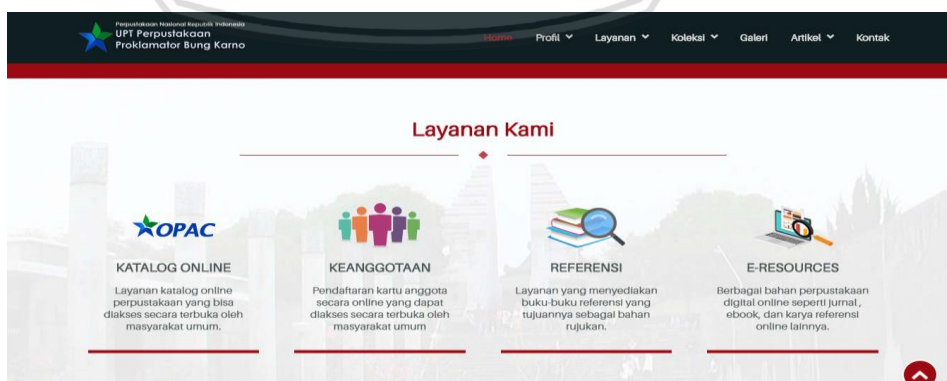 Perpustakaan Nasional Republik Indonesia
UPT Perpustakaan
Proklamator Bung Karno
Home Profil Layanan Koleksi Galeri Artikel Kontak
Layanan Kami
OPAC
KATALOG ONLINE
Layanan katalog online
perpustakaan yang bisa
diakses secara terbuka oleh
masyarakat umum.
KEANGGOTAAN
Pendaftaran kartu anggota
secara online yang dapat
diakses secara terbuka oleh
masyarakat umum
REFERENSI
Layanan yang menyediakan
buku-buku referensi yang
tujuannya sebagai bahan
rujukan.
E-RESOURCES
Berbagai bahan perpustakaan
digital online seperti jurnal,
ebook, dan karya referensi
online lainnya.